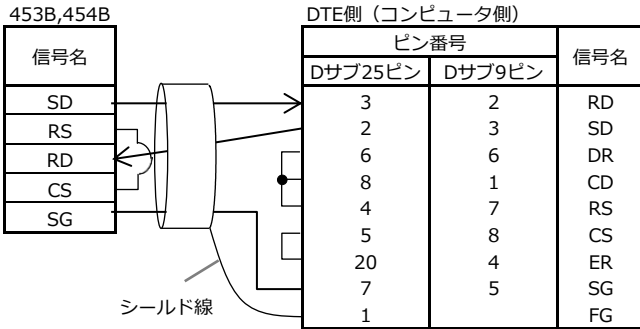 453B,454B
DTE側（コンピュータ側）
信号名
ピン番号
信号名
Dサブ25ピン Dサブ9ピン
SD 3 2 RD
RS 2 3 SD
RD 6 6 DR
CS 8 1 CD
SG 4 7 RS
5 8 CS
20 4 ER
7 5 SG
1 FG
シールド線